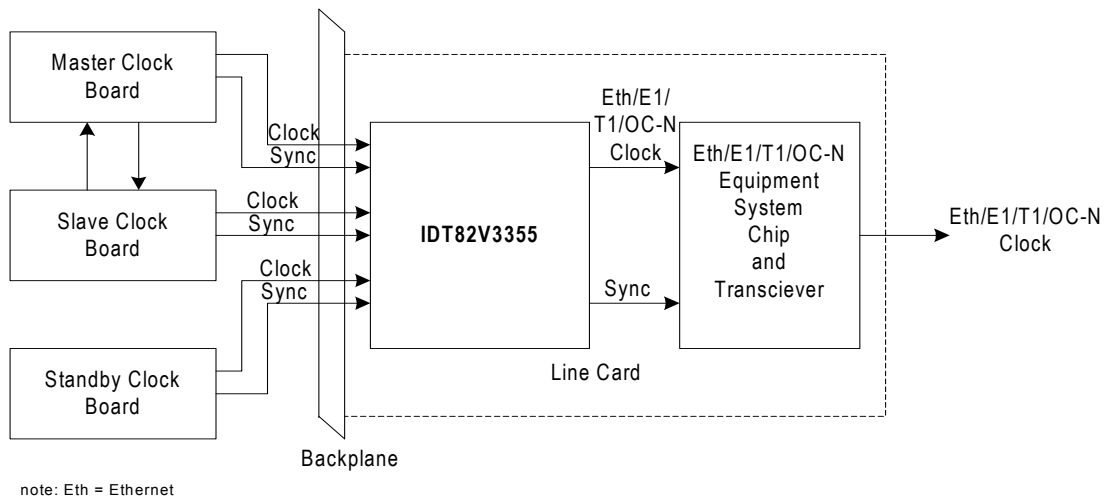 Master Clock
Board
Slave Clock
Board
Standby Clock
Board
Clock
Sync
Clock
Sync
Clock
Sync
Backplane
IDT82V3355
Eth/E1/
T1/OC-N
Clock
Sync
Line Card
Eth/E1/T1/OC-N
Equipment
System
Chip
and
Transciever
Eth/E1/T1/OC-N
Clock
note: Eth = Ethernet